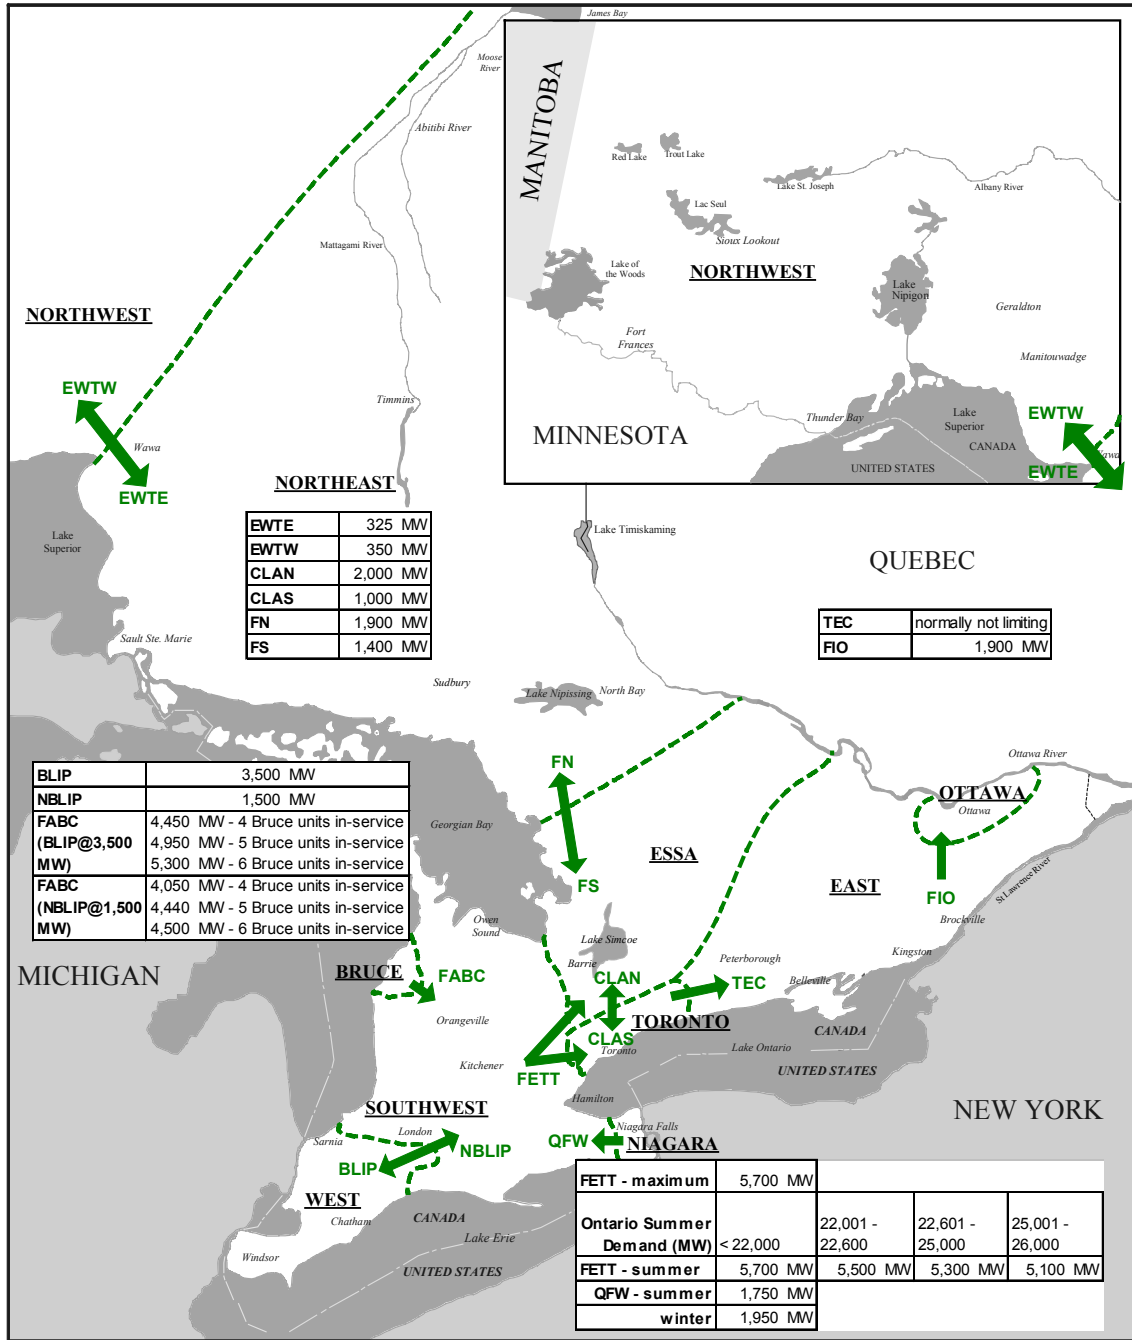 James Bay
Moose
River
Abitibi River
MANITOBA
Red Lake
Trout Lake
Lake St. Joseph
Albany River
Lac Seul
Sioux Lookout
Mattagami River
Lake of
the Woods
NORTHWEST
Lake
Nipigon
Geraldton
NORTHWEST
Fort
Frances
Manitouwadge
EWTW
Timmins
Thunder Bay
Lake
Superior
EWTW
MINNESOTA
CANADA
Wawa
Wawa
UNITED STATES
EWTE
EWTE
NORTHEAST
EWTE 325 MW
EWTW 350 MW
CLAN 2,000 MW
CLAS 1,000 MW
FN 1,900 MW
FS 1,400 MW
Lake
Superior
Lake Timiskaming
QUEBEC
TEC normally not limiting
FIO 1,900 MW
Sault Ste. Marie
Sudbury
Lake Nipissing
North Bay
BLIP 3,500 MW
NBLIP 1,500 MW
FABC 4,450 MW - 4 Bruce units in-service
(BLIP@3,500 4,950 MW - 5 Bruce units in-service
MW) 5,300 MW - 6 Bruce units in-service
FABC 4,050 MW - 4 Bruce units in-service
(NBLIP@1,500 4,440 MW - 5 Bruce units in-service
MW) 4,500 MW - 6 Bruce units in-service
FN
Ottawa River
OTTAWA
Ottawa
Georgian Bay
ESSA
FS
EAST
FIO
St Lawrence River
Brockville
Owen
Sound
Lake Simcoe
Kingston
Barrie
Peterborough
MICHIGAN
BRUCE
FABC
CLAN
TEC
Belleville
Orangeville
TORONTO
CANADA
CLAS
Toronto
Lake Ontario
Kitchener
FETT
UNITED STATES
Hamilton
SOUTHWEST
NEW YORK
London
Sarnia
Niagara Falls
QFW
NIAGARA
NBLIP
BLIP
WEST
Chatham
CANADA
Lake Erie
Windsor
UNITED STATES
FETT - maximum 5,700 MW
Ontario Summer 22,001 - 22,601 - 25,001 -
Demand (MW) < 22,000 22,600 25,000 26,000
FETT - summer 5,700 MW 5,500 MW 5,300 MW 5,100 MW
QFW - summer 1,750 MW
winter 1,950 MW